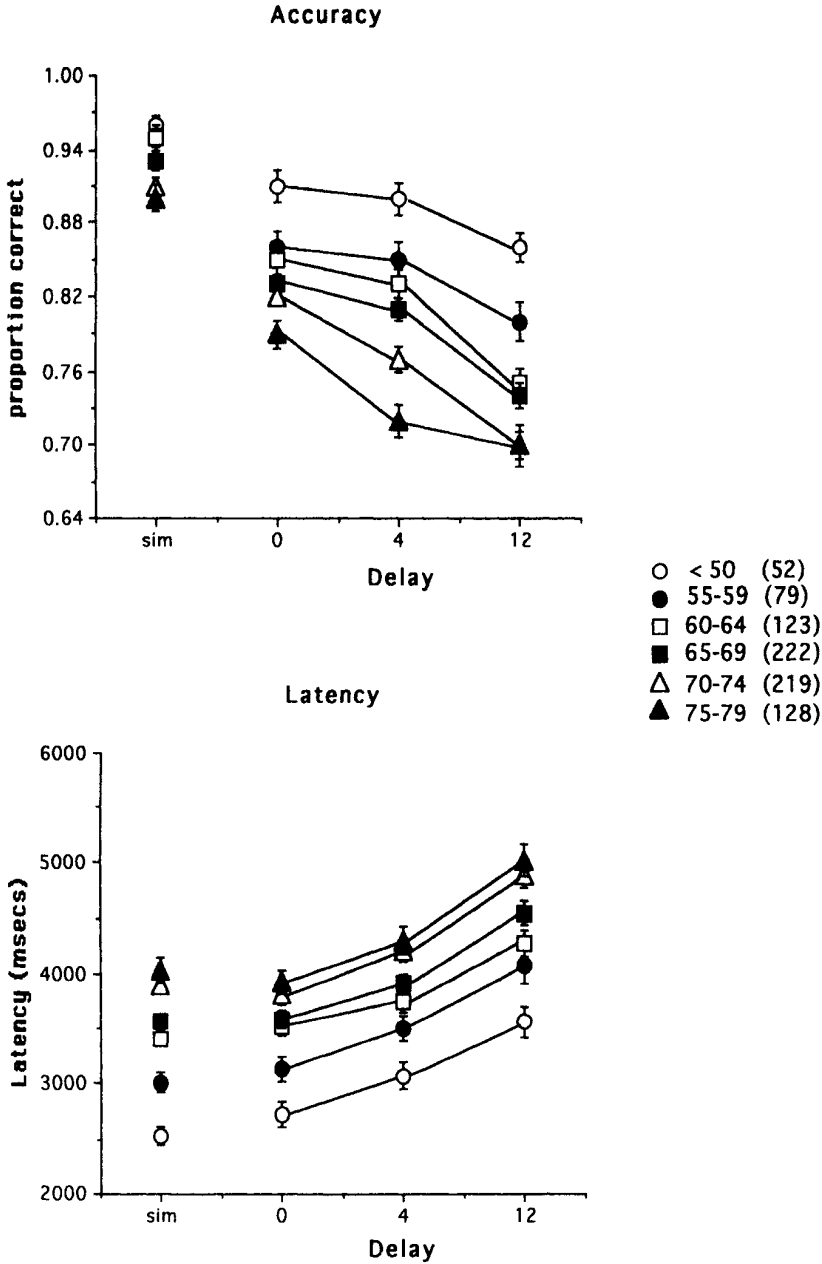 Accuracy
1.00
0.94
0.88
0.82
0.76
0.70
0.64
proportion correct
sim 0 4 12
Delay
< 50 (52)
55-59 (79)
60-64 (123)
65-69 (222)
70-74 (219)
75-79 (128)
Latency
6000
5000
4000
3000
2000
Latency (msecs)
sim 0 4 12
Delay